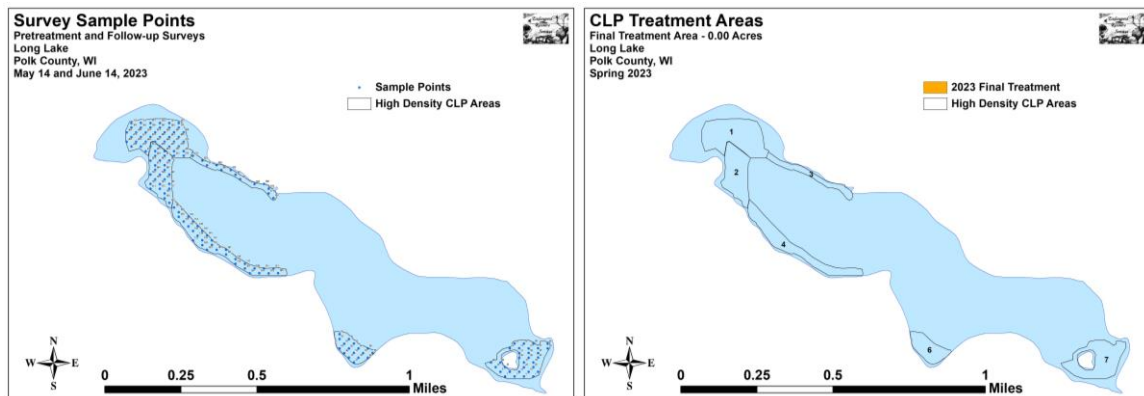 Survey Sample Points
Pretreatment and Follow-up Surveys
Long Lake
Polk County, WI
May 14 and June 14, 2023
Sample Points
High Density CLP Areas
N
W E
S
0 0.25 0.5 1
Miles
CLP Treatment Areas
Final Treatment Area - 0.00 Acres
Long Lake
Polk County, WI
Spring 2023
2023 Final Treatment
High Density CLP Areas
1
2
3
4
6
7
N
W E
S
0 0.25 0.5 1
Miles